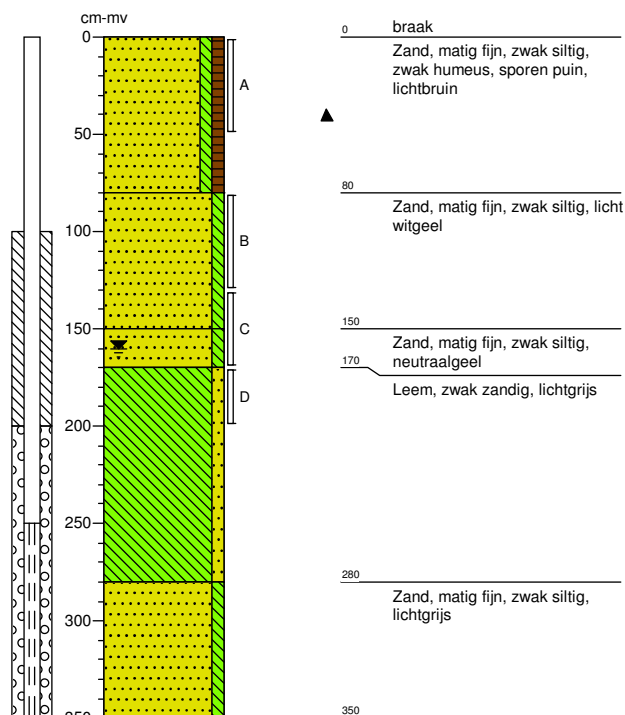 cm-mv
0
50
100
150
200
250
300
350
A
B
C
D
0
braak
Zand, matig fijn, zwak siltig,
zwak humeus, sporen puin,
lichtbruin
80
Zand, matig fijn, zwak siltig, licht
witgeel
150
Zand, matig fijn, zwak siltig,
neutraalgeel
170
Leem, zwak zandig, lichtgrijs
280
Zand, matig fijn, zwak siltig,
lichtgrijs
350